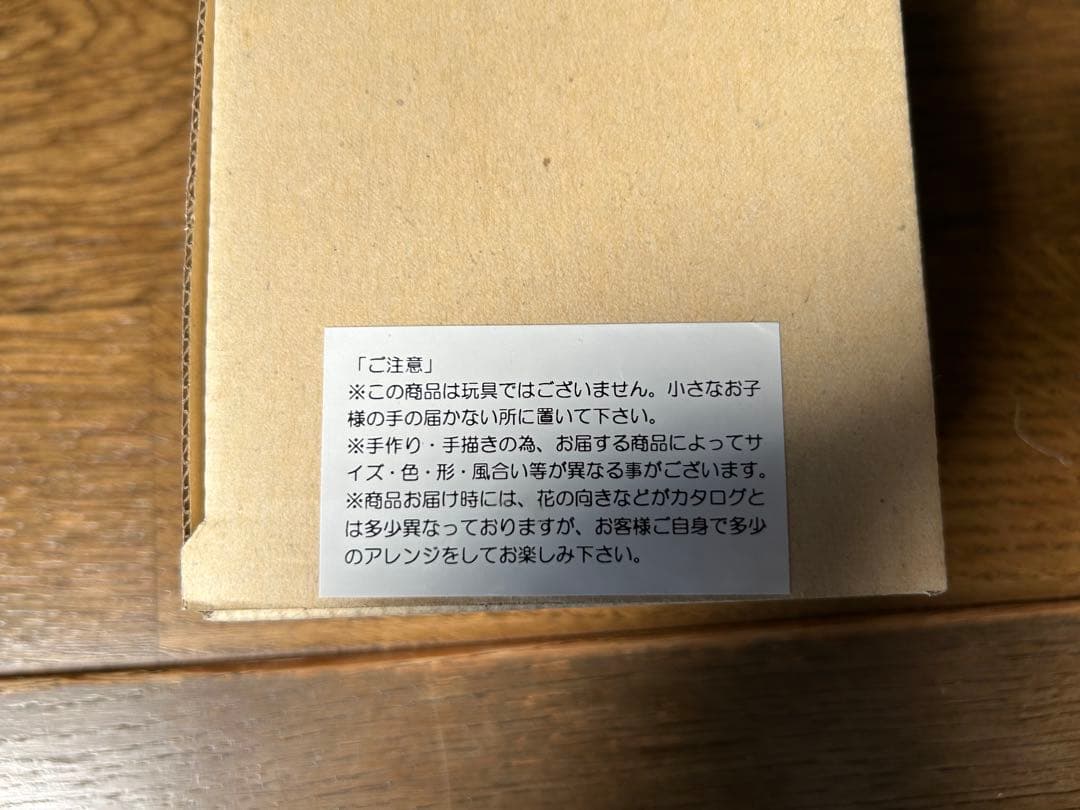 「ご注意」
※この商品は玩具ではございません。小さなお子
様の手の届かない所に置いて下さい。
※手作り・手描きの為、お届する商品によってサ
イズ・色・形・風合い等が異なる事がございます。
※商品お届け時には、花の向きなどがカタログと
は多少異なっておりますが、お客様ご自身で多少
のアレンジをしてお楽しみ下さい。